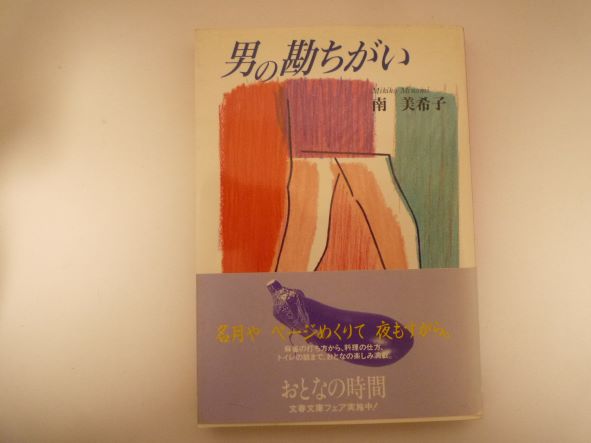 男の勘ちがい
Mikiko Minami
南 美希子
名月や ページめくりて 夜もすがら。
麻雀の打ち方から、料理の仕方、
トイレの話まで、おとなの楽しみ満載。
おとなの時間
文春文庫フェア実施中!